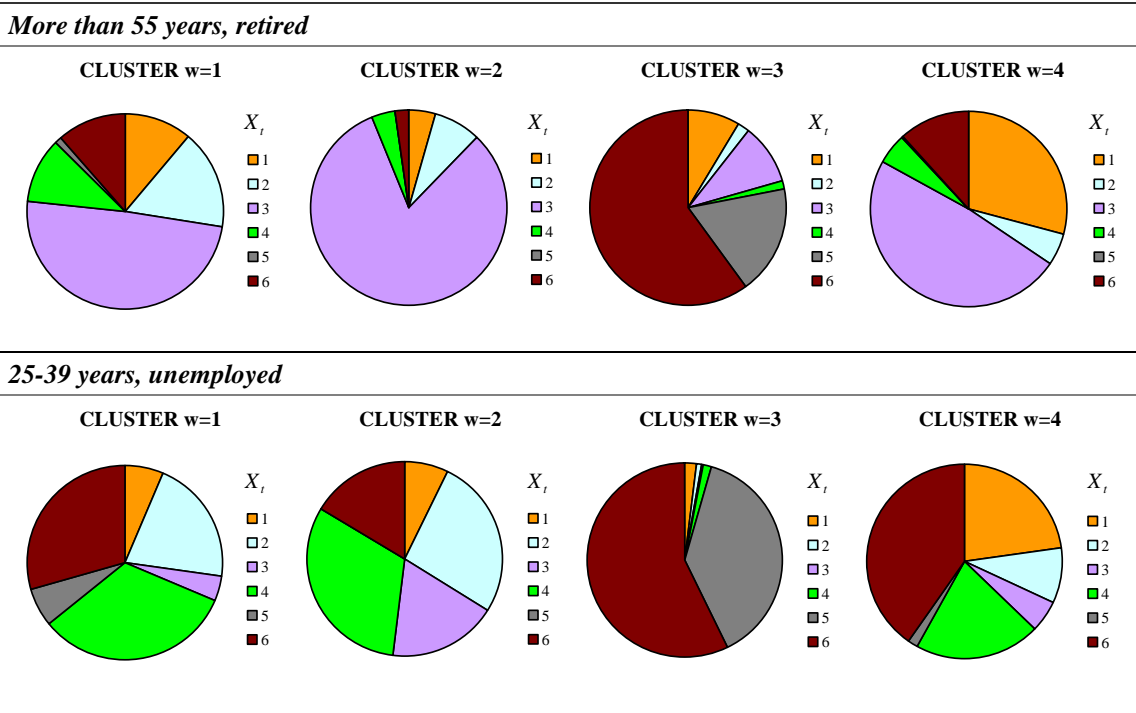 More than 55 years, retired
CLUSTER w=1 CLUSTER w=2 CLUSTER w=3 CLUSTER w=4
X_t X_t X_t X_t
1 1 1 1
2 2 2 2
3 3 3 3
4 4 4 4
5 5 5 5
6 6 6 6
25-39 years, unemployed
CLUSTER w=1 CLUSTER w=2 CLUSTER w=3 CLUSTER w=4
X_t X_t X_t X_t
1 1 1 1
2 2 2 2
3 3 3 3
4 4 4 4
5 5 5 5
6 6 6 6